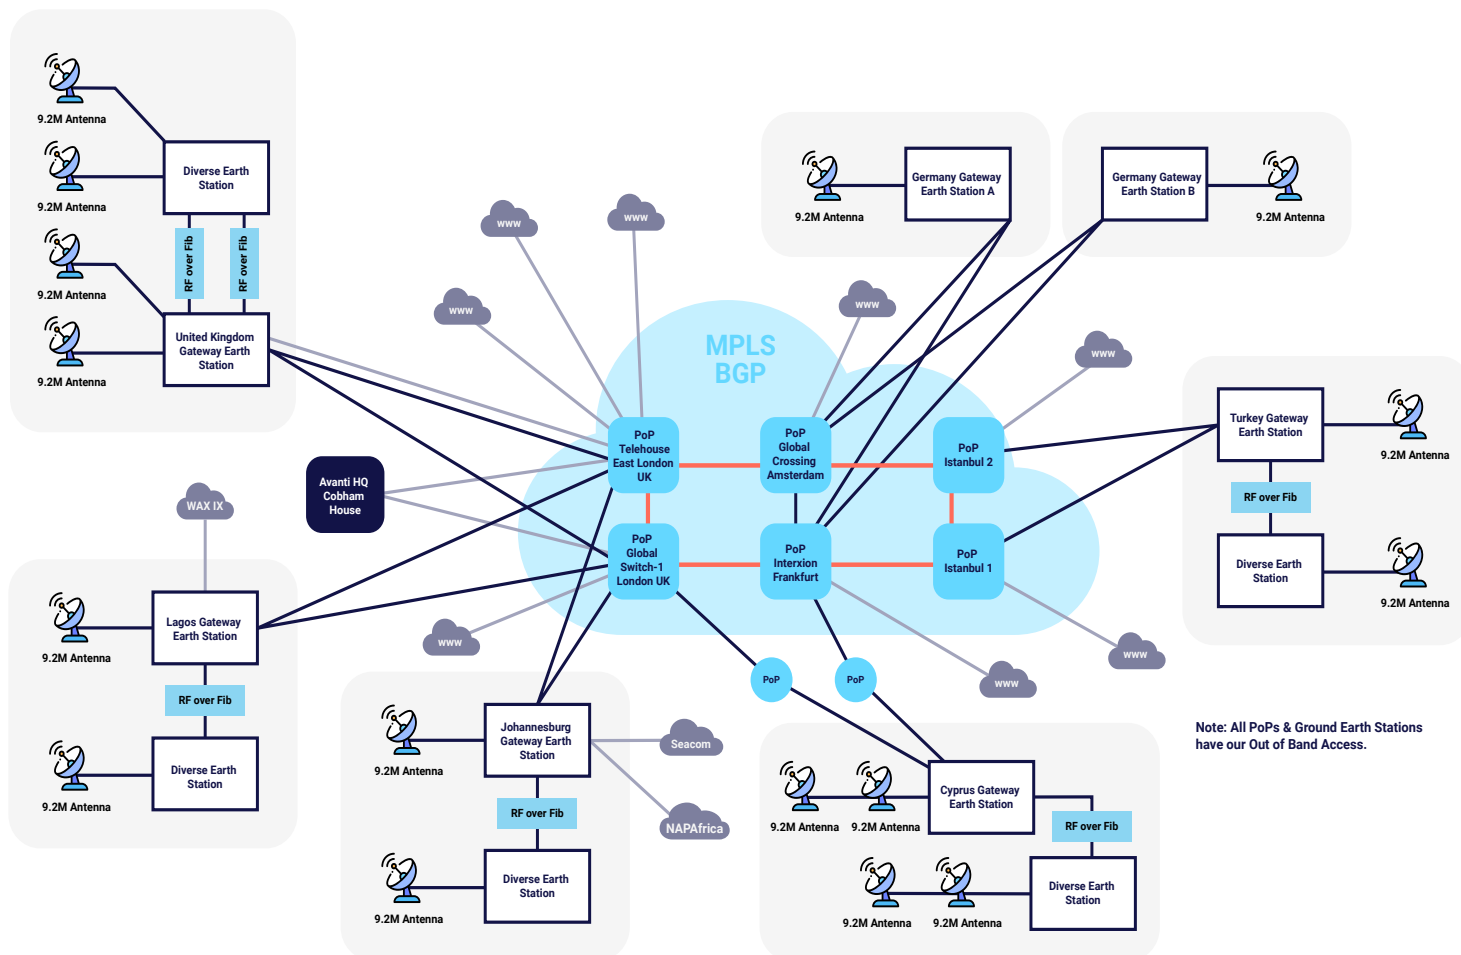 9.2M Antenna
Diverse Earth
Station
9.2M Antenna
RF over Fib
RF over Fib
9.2M Antenna
United Kingdom
Gateway Earth
Station
9.2M Antenna
www
www
www
www
www
MPLS
BGP
9.2M Antenna
Germany Gateway
Earth Station A
Germany Gateway
Earth Station B
9.2M Antenna
PoP
Telehouse
East London
UK
PoP
Global
Crossing
Amsterdam
PoP
Istanbul 2
PoP
Global
Switch-1
London UK
PoP
Interxion
Frankfurt
PoP
Istanbul 1
Turkey Gateway
Earth Station
9.2M Antenna
RF over Fib
Diverse Earth
Station
9.2M Antenna
Avanti HQ
Cobham
House
WAX IX
Lagos Gateway
Earth Station
9.2M Antenna
RF over Fib
Diverse Earth
Station
9.2M Antenna
www
PoP
PoP
www
www
Johannesburg
Gateway Earth
Station
9.2M Antenna
Seacom
NAPAfrica
RF over Fib
Diverse Earth
Station
9.2M Antenna
Cyprus Gateway
Earth Station
9.2M Antenna
9.2M Antenna
RF over Fib
Diverse Earth
Station
9.2M Antenna
9.2M Antenna
Note: All PoPs & Ground Earth Stations
have our Out of Band Access.